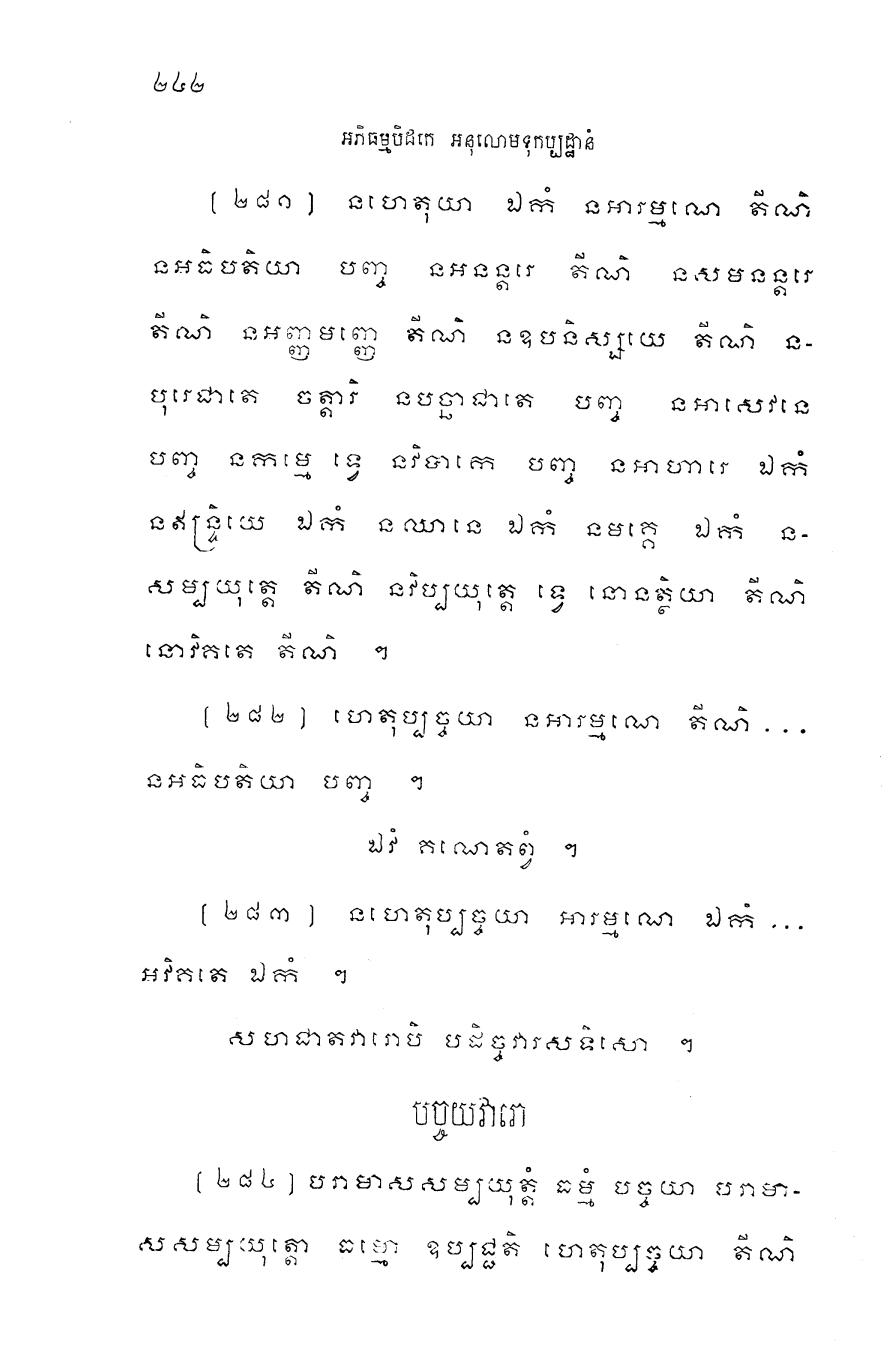 ២៤២
អភិធម្មបិដកេ អនុលោមទុកប្បដ្ឋានំ
[ ២៨១ ] នហេតុយា ឯកំ នអារម្មណេ តីណិ
នអធិបតិយា បញ្ច នអនន្តរេ តីណិ នសមនន្តរេ
តីណិ នអញ្ញមញ្ញេ តីណិ នឧបនិស្សយេ តីណិ ន-
បុរេជាតេ ចត្តារិ នបច្ឆាជាតេ បញ្ច នអាសេវនេ
បញ្ច នកម្មេ ទ្វេ នវិបាកេ បញ្ច នអាហារេ ឯកំ
នឥន្ទ្រិយេ ឯកំ នឈានេ ឯកំ នមគ្គេ ឯកំ ន-
សម្បយុត្តេ តីណិ នវិប្បយុត្តេ ទ្វេ នោនត្ថិយា តីណិ
នោវិគតេ តីណិ ។
[ ២៨២ ] ហេតុប្បច្ចយា នអារម្មណេ តីណិ ...
នអធិបតិយា បញ្ច ។
ឯវំ គណេតព្វំ ។
[ ២៨៣ ] នហេតុប្បច្ចយា អារម្មណេ ឯកំ ...
អវិគតេ ឯកំ ។
សហជាតវារោបិ បដិច្ចវារសទិសោ ។
បច្ចយវារោ
[ ២៨៤ ] បរាមាសសម្បយុត្តំ ធម្មំ បច្ចយា បរាមា-
សសម្បយុត្តោ ធម្មោ ឧប្បជ្ជតិ ហេតុប្បច្ចយា តីណិ